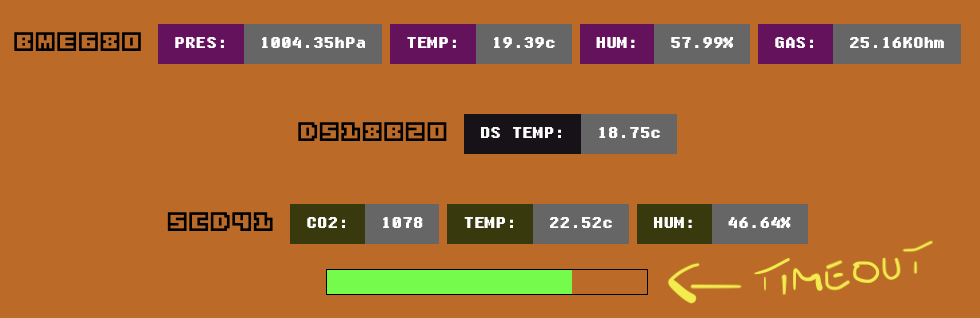 BME680 PRES: 1004.35hPa TEMP: 19.39c HUM: 57.99% GAS: 25.16KOhm
DS18B20 DS TEMP: 18.75c
SCD41 CO2: 1078 TEMP: 22.52c HUM: 46.64%
← TIMEOUT